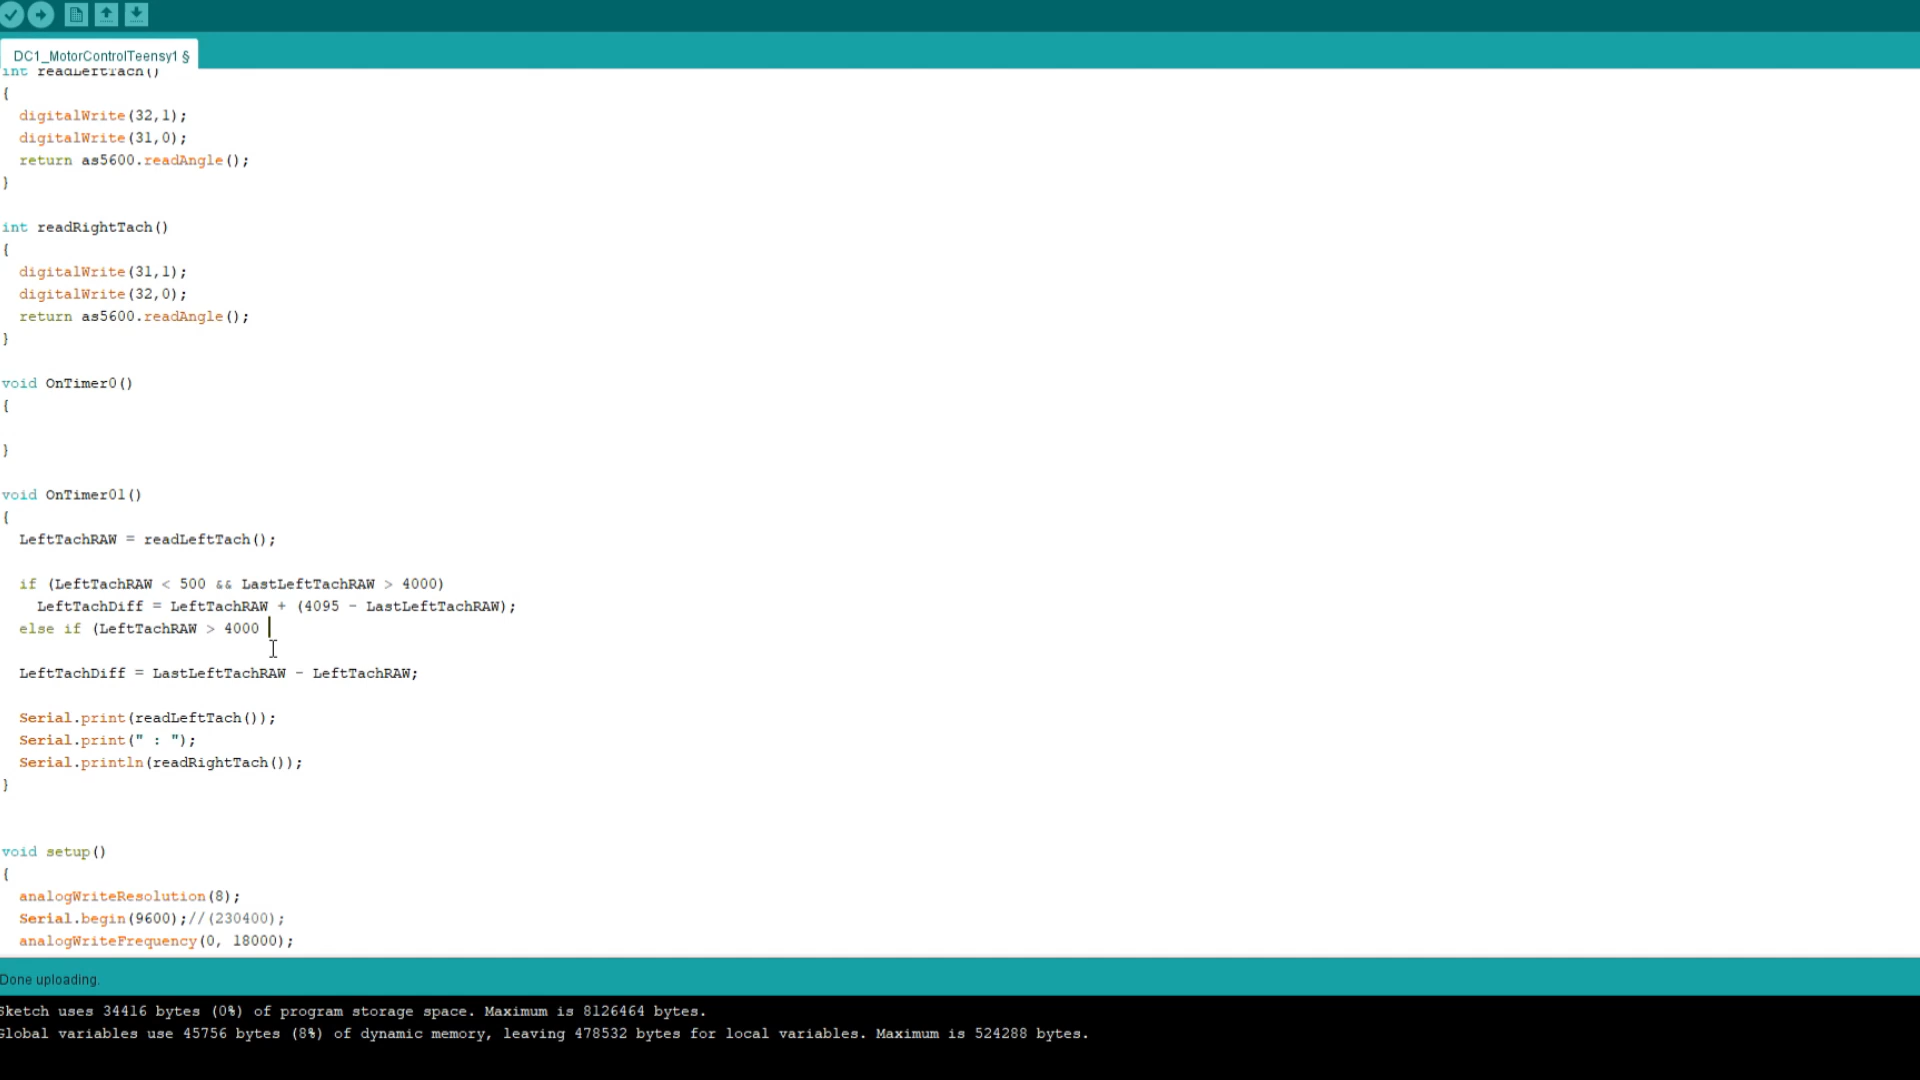 DC1_MotorControlTeensy1 §
int readLeftTach()
{
digitalWrite(32,1);
digitalWrite(31,0);
return as5600.readAngle();
}
int readRightTach()
{
digitalWrite(31,1);
digitalWrite(32,0);
return as5600.readAngle();
}
void OnTimer0()
{
}
void OnTimer01()
{
LeftTachRAW = readLeftTach();
if (LeftTachRAW < 500 && LastLeftTachRAW > 4000)
LeftTachDiff = LeftTachRAW + (4095 - LastLeftTachRAW);
else if (LeftTachRAW > 4000
LeftTachDiff = LastLeftTachRAW - LeftTachRAW;
Serial.print(readLeftTach());
Serial.print(" : ");
Serial.println(readRightTach());
}
void setup()
{
analogWriteResolution(8);
Serial.begin(9600);//(230400);
analogWriteFrequency(0, 18000);
Done uploading.
Sketch uses 34416 bytes (0%) of program storage space. Maximum is 8126464 bytes.
Global variables use 45756 bytes (8%) of dynamic memory, leaving 478532 bytes for local variables. Maximum is 524288 bytes.